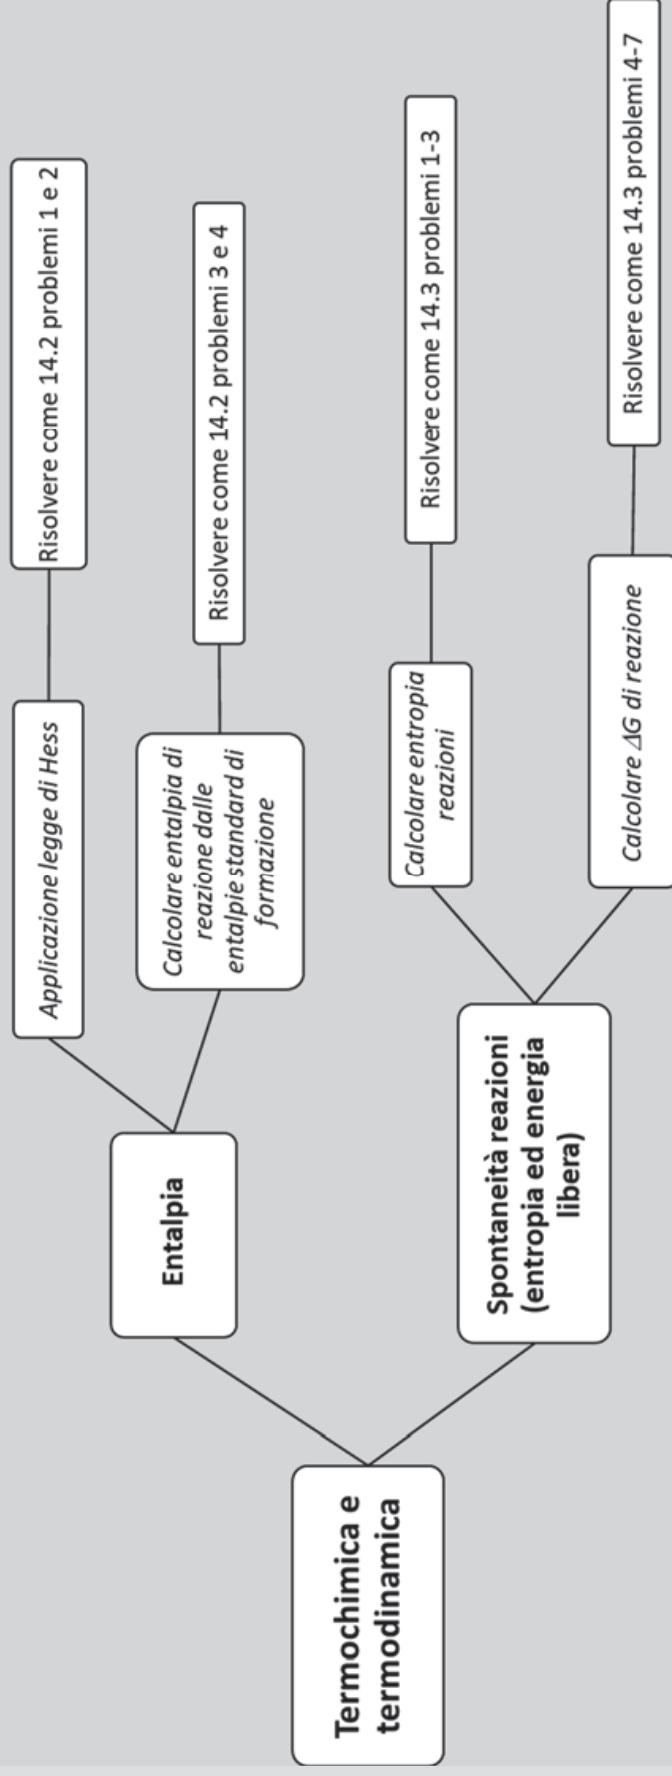 Termochimica e
termodinamica
Entalpia
Applicazione legge di Hess
Risolvere come 14.2 problemi 1 e 2
Calcolare entalpia di
reazione dalle
entalpie standard di
formazione
Risolvere come 14.2 problemi 3 e 4
Spontaneità reazioni
(entropia ed energia
libera)
Calcolare entropia
reazioni
Risolvere come 14.3 problemi 1-3
Calcolare ΔG di reazione
Risolvere come 14.3 problemi 4-7